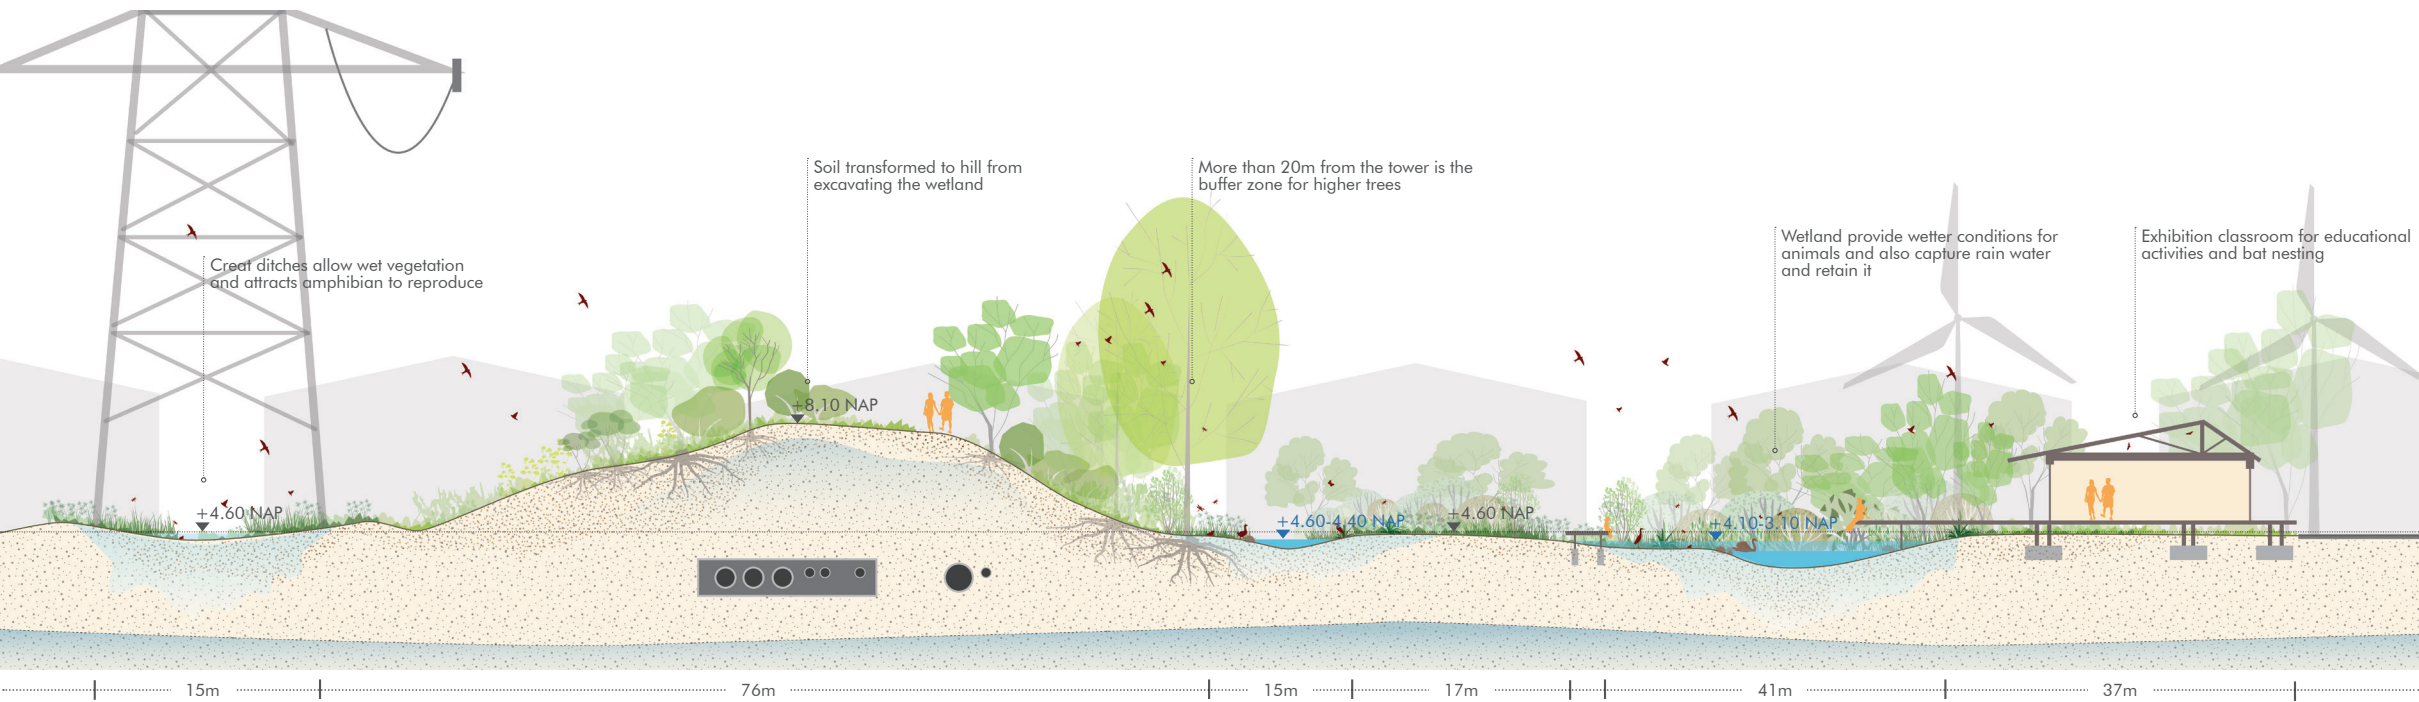 Soil transformed to hill from
excavating the wetland
More than 20m from the tower is the
buffer zone for higher trees
Wetland provide wetter conditions for
animals and also capture rain water
and retain it
Exhibition classroom for educational
activities and bat nesting
Creat ditches allow wet vegetation
and attracts amphibian to reproduce
+8.10 NAP
+4.60 NAP
+4.60-4.40 NAP
+4.60 NAP
+4.10-3.10 NAP
15m
76m
15m
17m
41m
37m